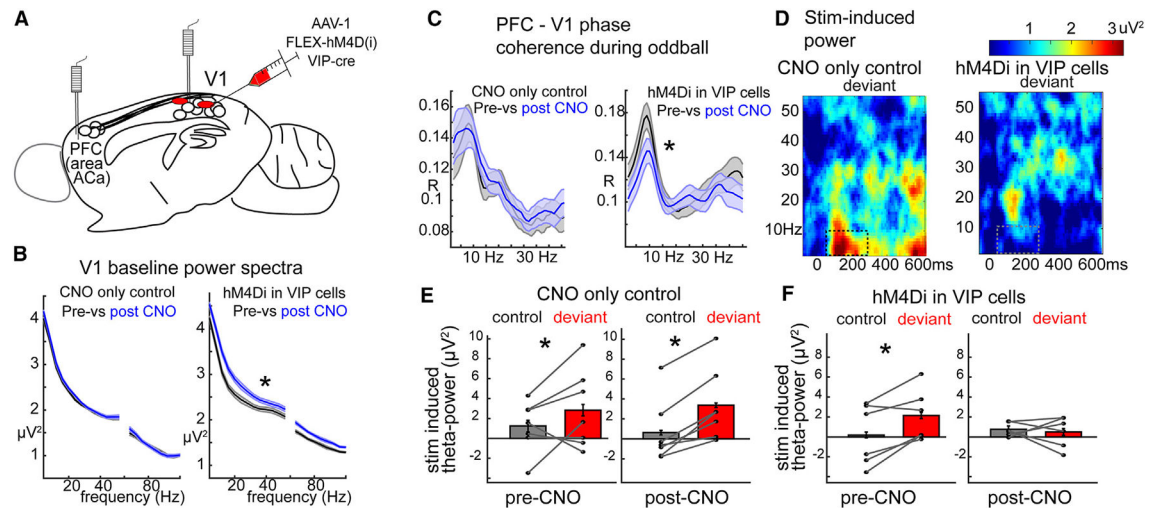 A
AAV-1
FLEX-hM4D(i)
VIP-cre
V1
PFC
(area
ACa)
B
V1 baseline power spectra
CNO only control
Pre-vs post CNO
hM4Di in VIP cells
Pre-vs post CNO
*
4
3
2
μV²
1
4
3
2
μV²
1
20 40 80
frequency (Hz)
20 40 80
frequency (Hz)
C
PFC - V1 phase
coherence during oddball
CNO only control
Pre-vs post CNO
hM4Di in VIP cells
Pre-vs post CNO
*
0.16
0.14
0.12
R
0.1
0.08
0.18
0.14
R
0.1
10 Hz 30 Hz
10 Hz 30 Hz
D
Stim-induced
power
1 2 3 uV²
CNO only control
deviant
hM4Di in VIP cells
deviant
50
40
30
20
10Hz
50
40
30
20
10
0 200 400 600ms
0 200 400 600ms
E
CNO only control
control deviant
control deviant
*
*
stim induced
theta-power (μV²)
10
8
6
4
2
0
-2
10
8
6
4
2
0
-2
pre-CNO
post-CNO
F
hM4Di in VIP cells
control deviant
control deviant
*
stim induced
theta-power (μV²)
8
6
4
2
0
-2
8
6
4
2
0
-2
pre-CNO
post-CNO